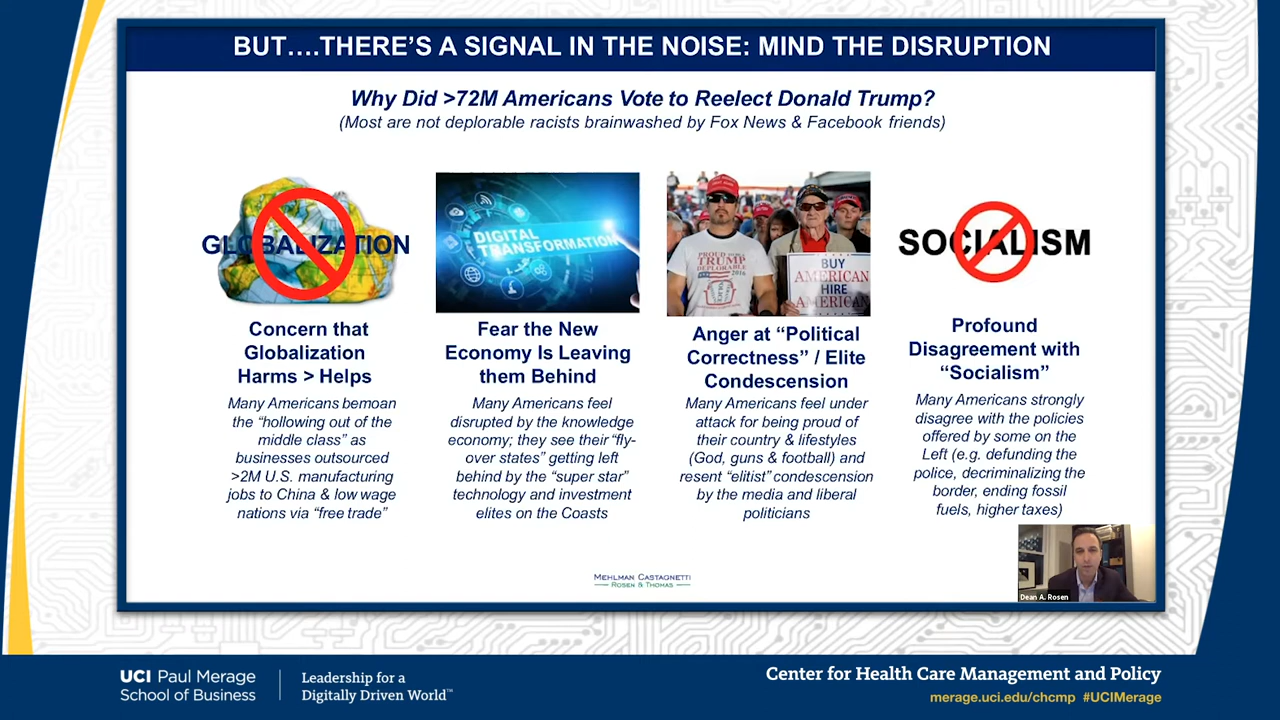 BUT....THERE'S A SIGNAL IN THE NOISE: MIND THE DISRUPTION
Why Did >72M Americans Vote to Reelect Donald Trump?
(Most are not deplorable racists brainwashed by Fox News & Facebook friends)
GLOBALIZATION
Concern that
Globalization
Harms > Helps
Many Americans bemoan
the "hollowing out of the
middle class" as
businesses outsourced
>2M U.S. manufacturing
jobs to China & low wage
nations via "free trade"
DIGITAL
TRANSFORMATION
Fear the New
Economy Is Leaving
them Behind
Many Americans feel
disrupted by the knowledge
economy; they see their "fly-
over states" getting left
behind by the "super star"
technology and investment
elites on the Coasts
TRUMP
DEPLORABLE
2016
BUY
AMERICAN
HIRE
AMERICAN
Anger at "Political
Correctness" / Elite
Condescension
Many Americans feel under
attack for being proud of
their country & lifestyles
(God, guns & football) and
resent "elitist" condescension
by the media and liberal
politicians
SOCIALISM
Profound
Disagreement with
"Socialism"
Many Americans strongly
disagree with the policies
offered by some on the
Left (e.g. defunding the
police, decriminalizing the
border, ending fossil
fuels, higher taxes)
MEHLMAN CASTAGNETTI
ROSEN & THOMAS
Dean A. Rosen
UCI Paul Merage
School of Business
Leadership for a
Digitally Driven World™
Center for Health Care Management and Policy
merage.uci.edu/chcmp #UCIMerage